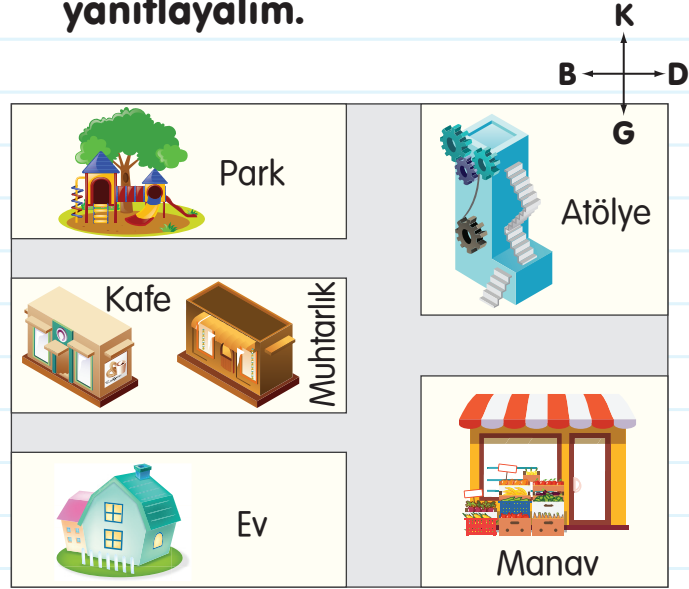 yanıtlayalım.
K
B D
G
Park
Atölye
Kafe
Muhtarlık
Ev
Manav